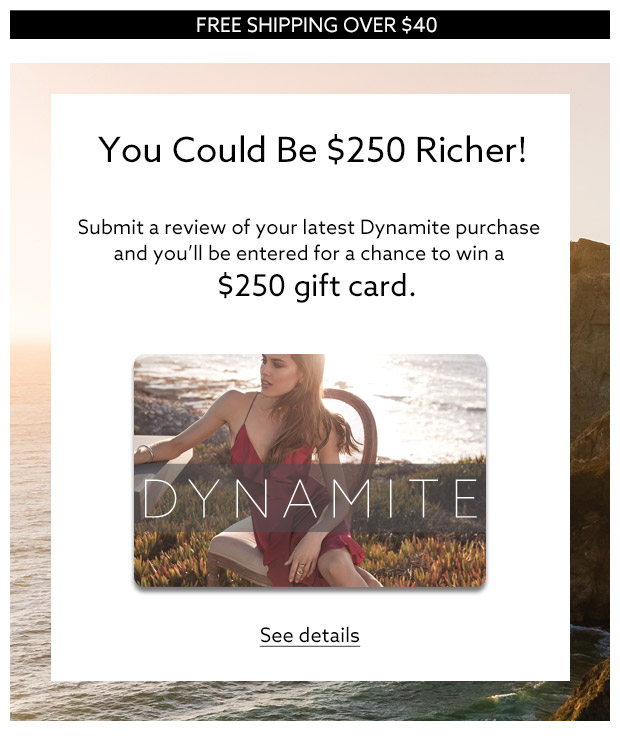 FREE SHIPPING OVER $40
You Could Be $250 Richer!
Submit a review of your latest Dynamite purchase
and you’ll be entered for a chance to win a
$250 gift card.
DYNAMITE
See details